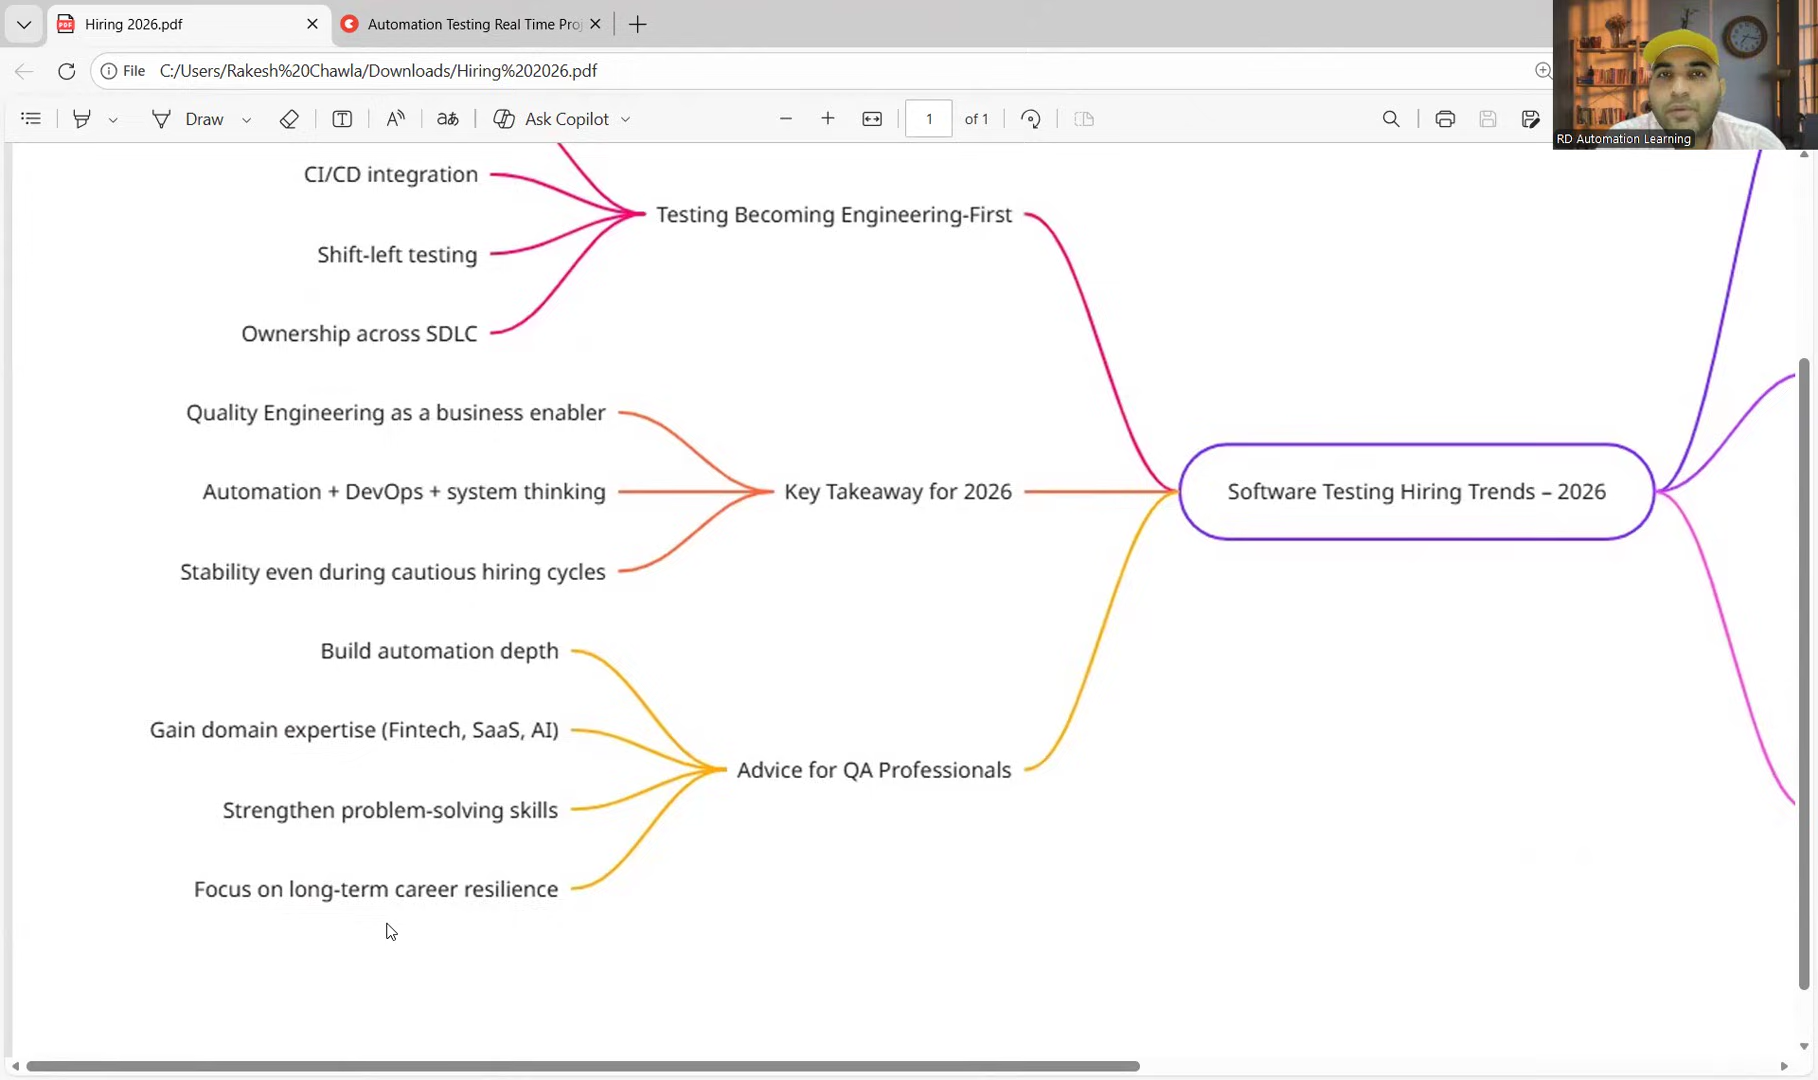 Hiring 2026.pdf
Automation Testing Real Time Pro
File
C:/Users/Rakesh%20Chawla/Downloads/Hiring%202026.pdf
Draw
Ask Copilot
1
of 1
RD Automation Learning
CI/CD integration
Testing Becoming Engineering-First
Shift-left testing
Ownership across SDLC
Quality Engineering as a business enabler
Automation + DevOps + system thinking
Key Takeaway for 2026
Software Testing Hiring Trends – 2026
Stability even during cautious hiring cycles
Build automation depth
Gain domain expertise (Fintech, SaaS, AI)
Advice for QA Professionals
Strengthen problem-solving skills
Focus on long-term career resilience